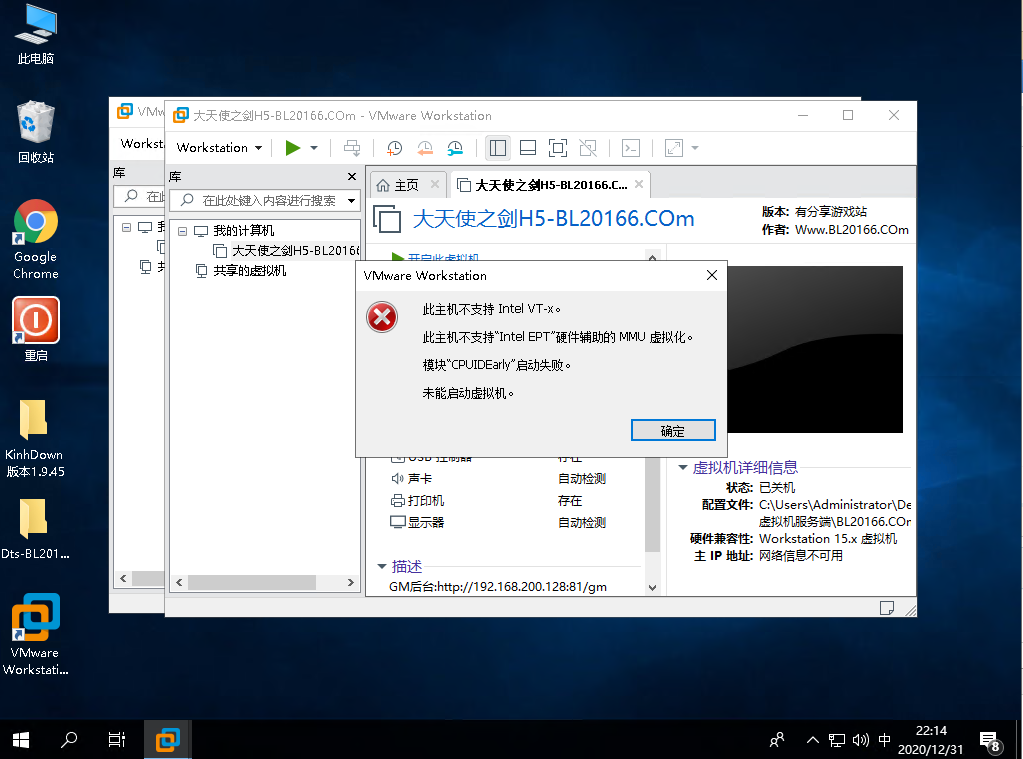 此电脑
回收站
Google
Chrome
重启
KinhDown
版本1.9.45
Dts-BL201...
VMware
Workstati...
VMw
Workst
库
在此
大天使之剑H5-BL20166.COm - VMware Workstation
Workstation
库
在此处键入内容进行搜索
我的计算机
大天使之剑H5-BL20166
共享的虚拟机
主页
大天使之剑H5-BL20166.C...
大天使之剑H5-BL20166.COm
版本: 有分享游戏站
作者: Www.BL20166.COm
开启此虚拟机
VMware Workstation
此主机不支持 Intel VT-x。
此主机不支持“Intel EPT”硬件辅助的 MMU 虚拟化。
模块“CPUIDEarly”启动失败。
未能启动虚拟机。
确定
USB 控制器 存在
声卡 自动检测
打印机 存在
显示器 自动检测
描述
GM后台:http://192.168.200.128:81/gm
虚拟机详细信息
状态: 已关机
配置文件: C:\Users\Administrator\De
虚拟机服务端\BL20166.COr
硬件兼容性: Workstation 15.x 虚拟机
主 IP 地址: 网络信息不可用
中
22:14
2020/12/31
8